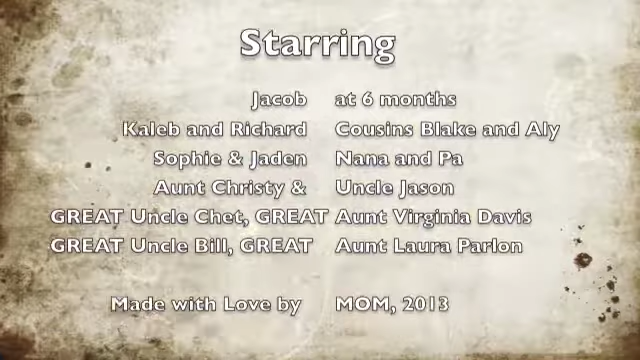 Starring
Jacob at 6 months
Kaleb and Richard Cousins Blake and Aly
Sophie & Jaden Nana and Pa
Aunt Christy & Uncle Jason
GREAT Uncle Chet, GREAT Aunt Virginia Davis
GREAT Uncle Bill, GREAT Aunt Laura Parlon
Made with Love by MOM, 2013